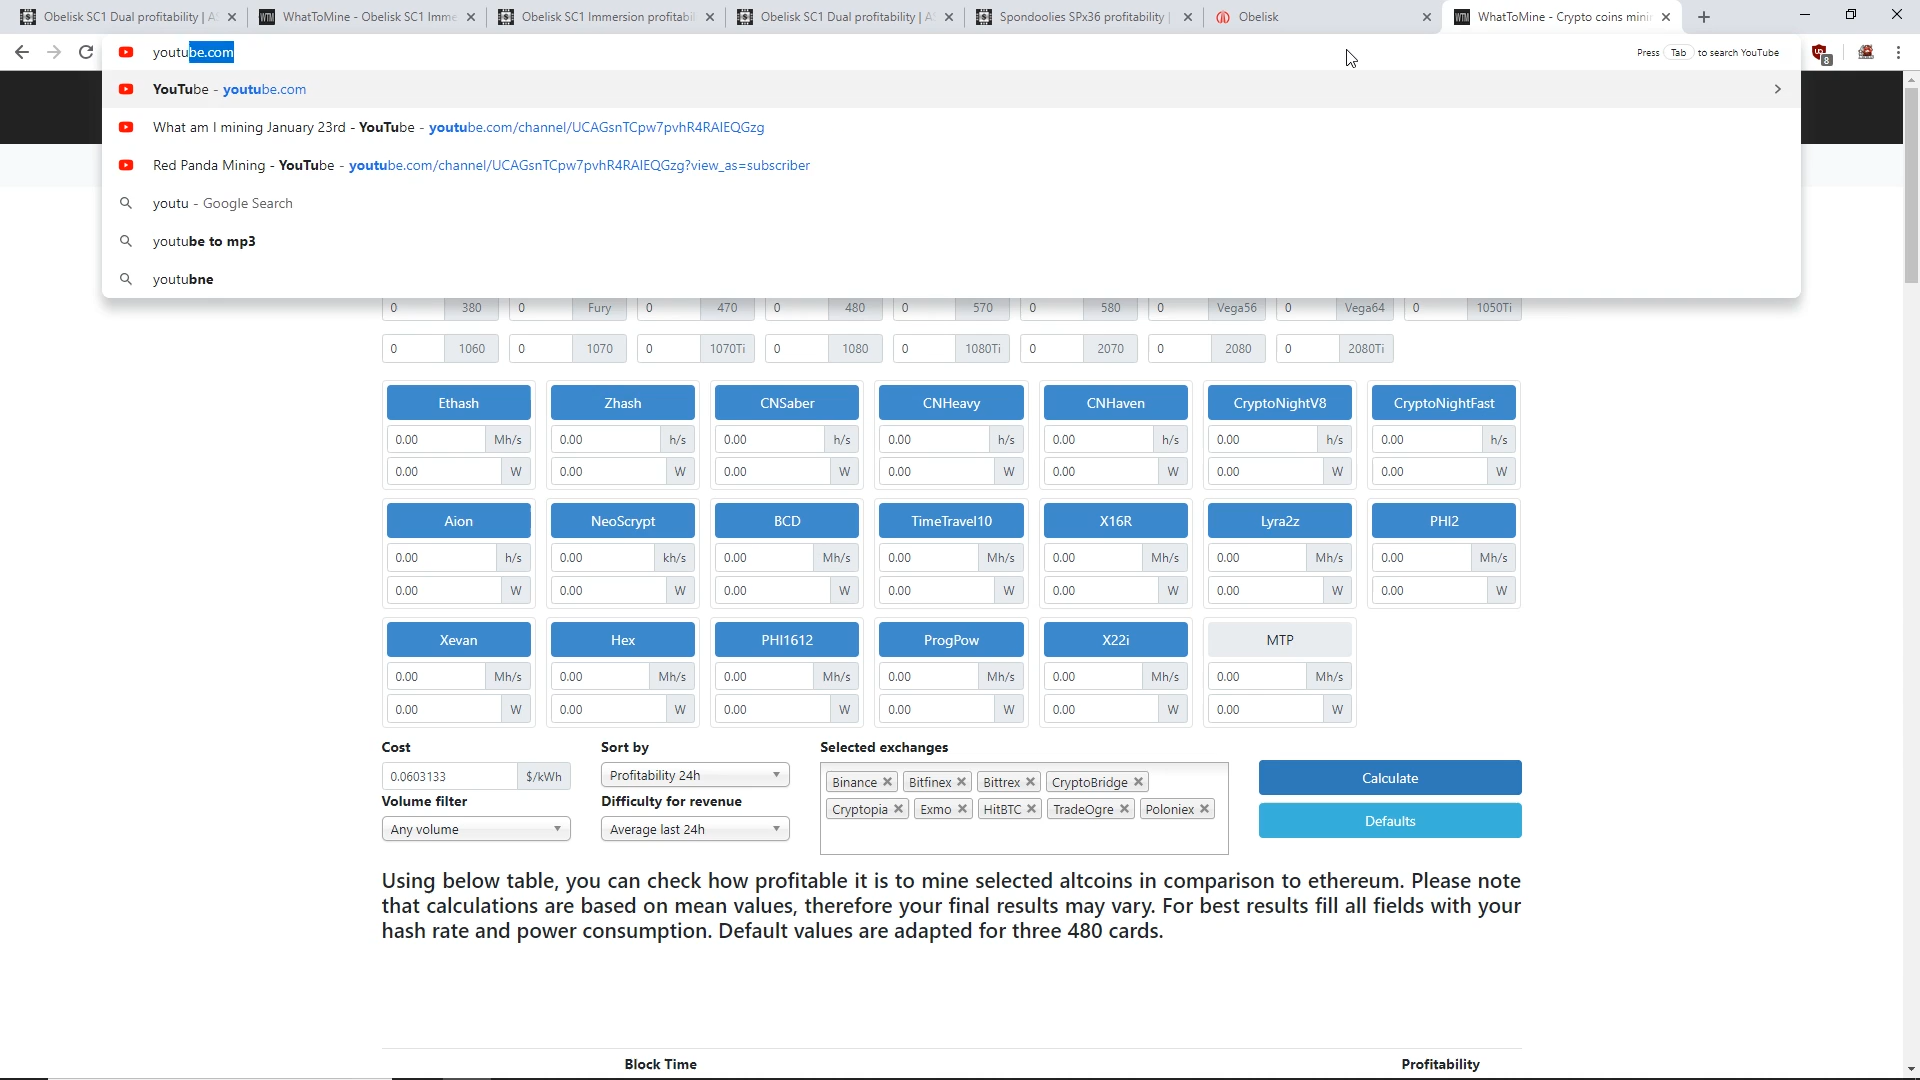 Obelisk SC1 Dual profitability | A
WhatToMine - Obelisk SC1 Imme
Obelisk SC1 Immersion profitabil
Obelisk SC1 Dual profitability | A
Spondoolies SPx36 profitability |
Obelisk
WhatToMine - Crypto coins mini
youtube.com
Press Tab to search YouTube
8
YouTube - youtube.com
What am I mining January 23rd - YouTube - youtube.com/channel/UCAGsnTCpw7pvhR4RAIEQGzg
Red Panda Mining - YouTube - youtube.com/channel/UCAGsnTCpw7pvhR4RAIEQGzg?view_as=subscriber
youtu - Google Search
youtube to mp3
youtubne
0 380 0 Fury 0 470 0 480 0 570 0 580 0 Vega56 0 Vega64 0 1050Ti
0 1060 0 1070 0 1070Ti 0 1080 0 1080Ti 0 2070 0 2080 0 2080Ti
Ethash Zhash CNSaber CNHeavy CNHaven CryptoNightV8 CryptoNightFast
0.00 Mh/s 0.00 h/s 0.00 h/s 0.00 h/s 0.00 h/s 0.00 h/s 0.00 h/s
0.00 W 0.00 W 0.00 W 0.00 W 0.00 W 0.00 W 0.00 W
Aion NeoScrypt BCD TimeTravel10 X16R Lyra2z PHI2
0.00 h/s 0.00 kh/s 0.00 Mh/s 0.00 Mh/s 0.00 Mh/s 0.00 Mh/s 0.00 Mh/s
0.00 W 0.00 W 0.00 W 0.00 W 0.00 W 0.00 W 0.00 W
Xevan Hex PHI1612 ProgPow X22i MTP
0.00 Mh/s 0.00 Mh/s 0.00 Mh/s 0.00 Mh/s 0.00 Mh/s 0.00 Mh/s
0.00 W 0.00 W 0.00 W 0.00 W 0.00 W 0.00 W
Cost Sort by Selected exchanges
0.0603133 $/kWh Profitability 24h Binance Bitfinex Bittrex CryptoBridge Calculate
Volume filter Difficulty for revenue Cryptopia Exmo HitBTC TradeOgre Poloniex
Any volume Average last 24h Defaults
Using below table, you can check how profitable it is to mine selected altcoins in comparison to ethereum. Please note
that calculations are based on mean values, therefore your final results may vary. For best results fill all fields with your
hash rate and power consumption. Default values are adapted for three 480 cards.
Block Time Profitability